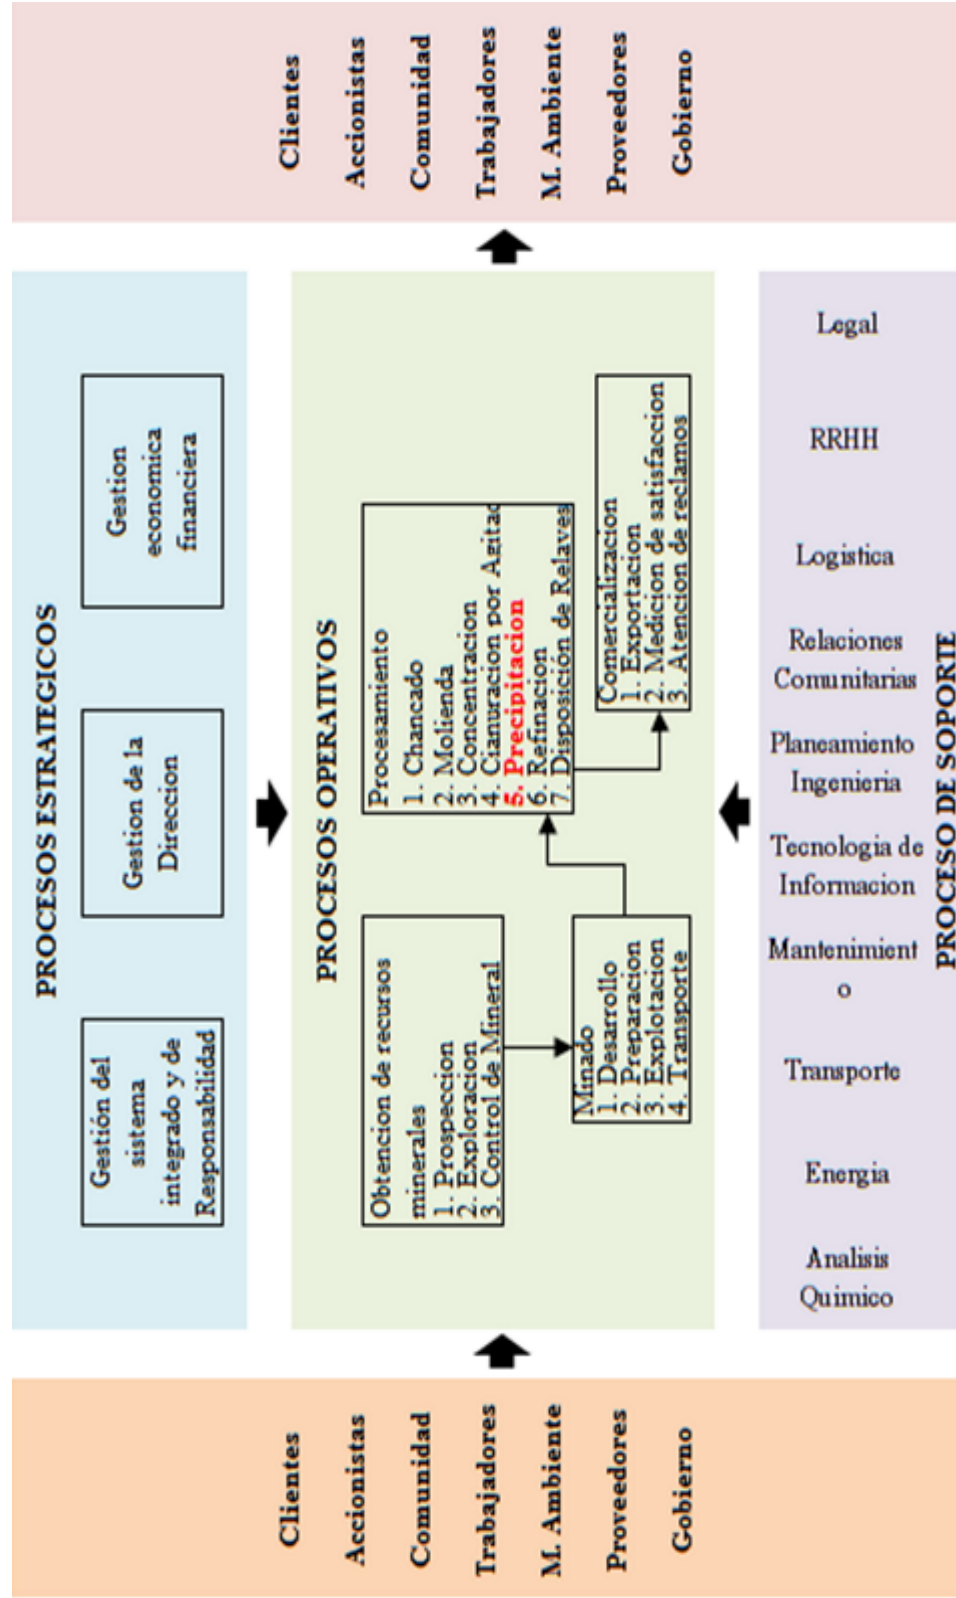 Clientes
Accionistas
Comunidad
Trabajadores
M. Ambiente
Proveedores
Gobierno
PROCESOS ESTRATEGICOS
Gestión del
sistema
integrado y de
Responsabilidad
Gestion de la
Direccion
Gestion
economica
financiera
PROCESOS OPERATIVOS
Obtencion de recursos
minerales
1. Prospeccion
2. Exploracion
3. Control de Mineral
Minado
1. Desarrollo
2. Preparacion
3. Explotacion
4. Transporte
Procesamiento
1. Chancado
2. Molienda
3. Concentracion
4. Cianuracion por Agitac
5. Precipitacion
6. Refinacion
7. Disposición de Relaves
Comercializacion
1. Exportacion
2. Medicion de satisfaccion
3. Atencion de reclamos
Analisis
Quimico
Energia
Transporte
Mantenimient
o
Tecnologia de
Informacion
Planeamiento
Ingenieria
Relaciones
Comunitarias
Logistica
RRHH
Legal
PROCESO DE SOPORTE
Clientes
Accionistas
Comunidad
Trabajadores
M. Ambiente
Proveedores
Gobierno